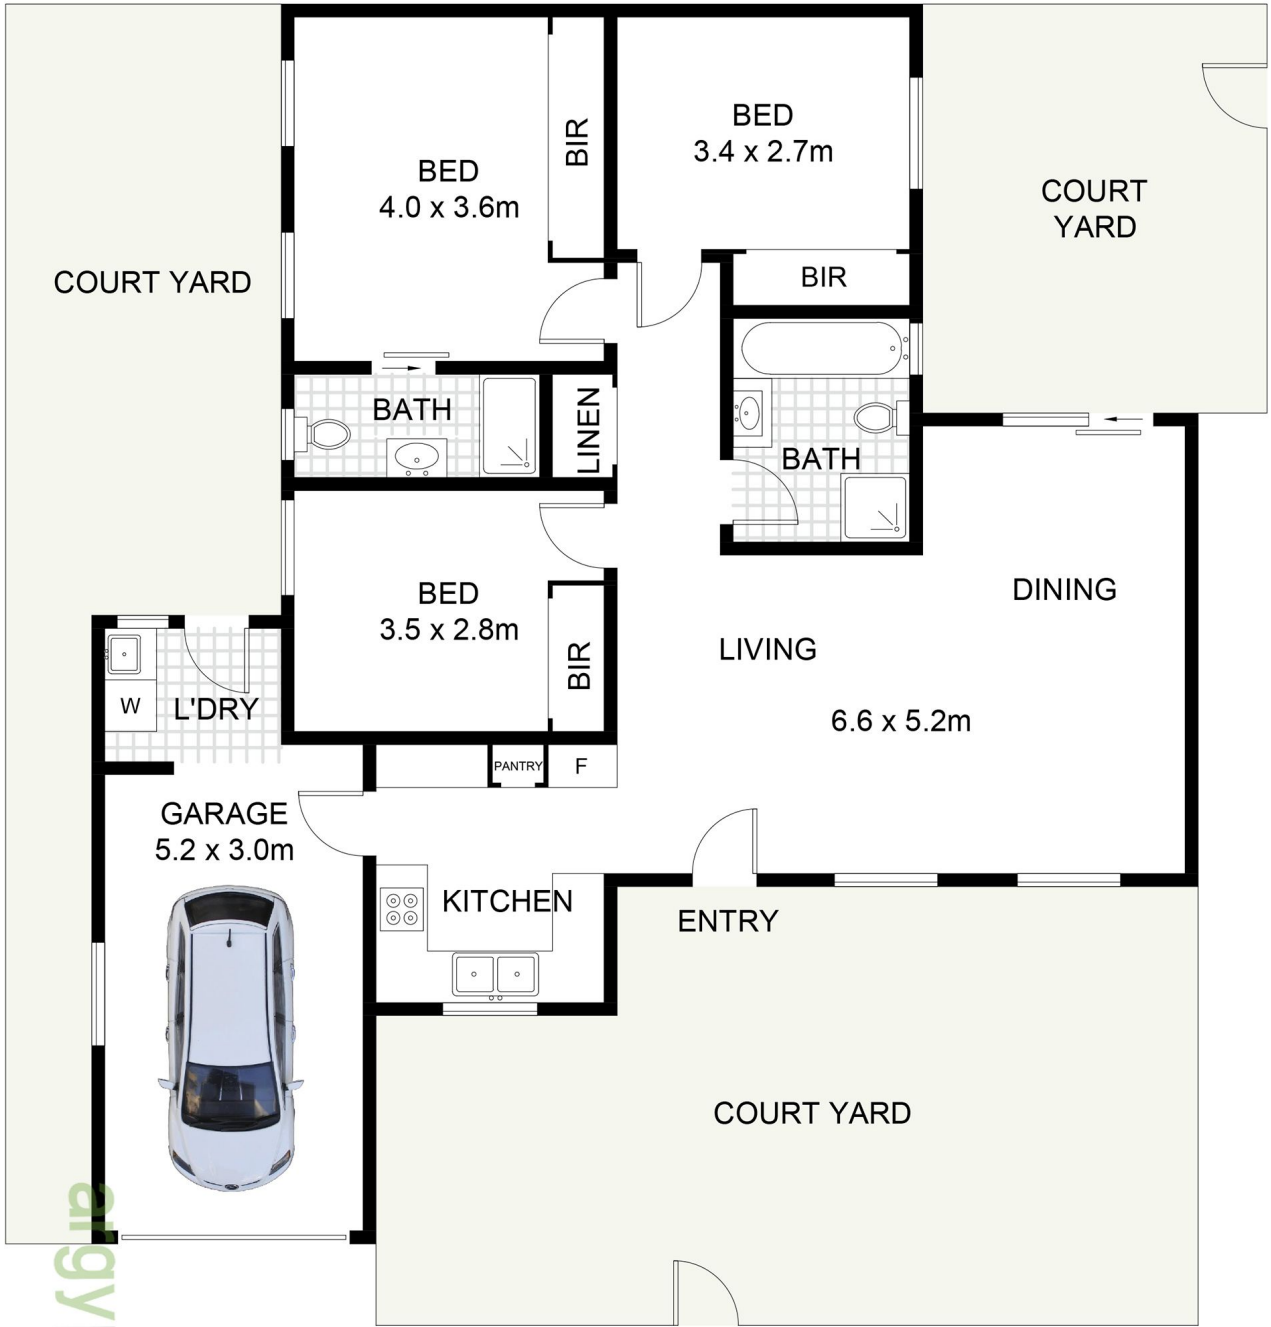 BED
4.0 x 3.6m
BIR
BED
3.4 x 2.7m
BIR
COURT
YARD
COURT YARD
BATH
LINEN
BATH
BED
3.5 x 2.8m
BIR
DINING
LIVING
6.6 x 5.2m
W
L'DRY
PANTRY
F
GARAGE
5.2 x 3.0m
KITCHEN
ENTRY
COURT YARD
argy